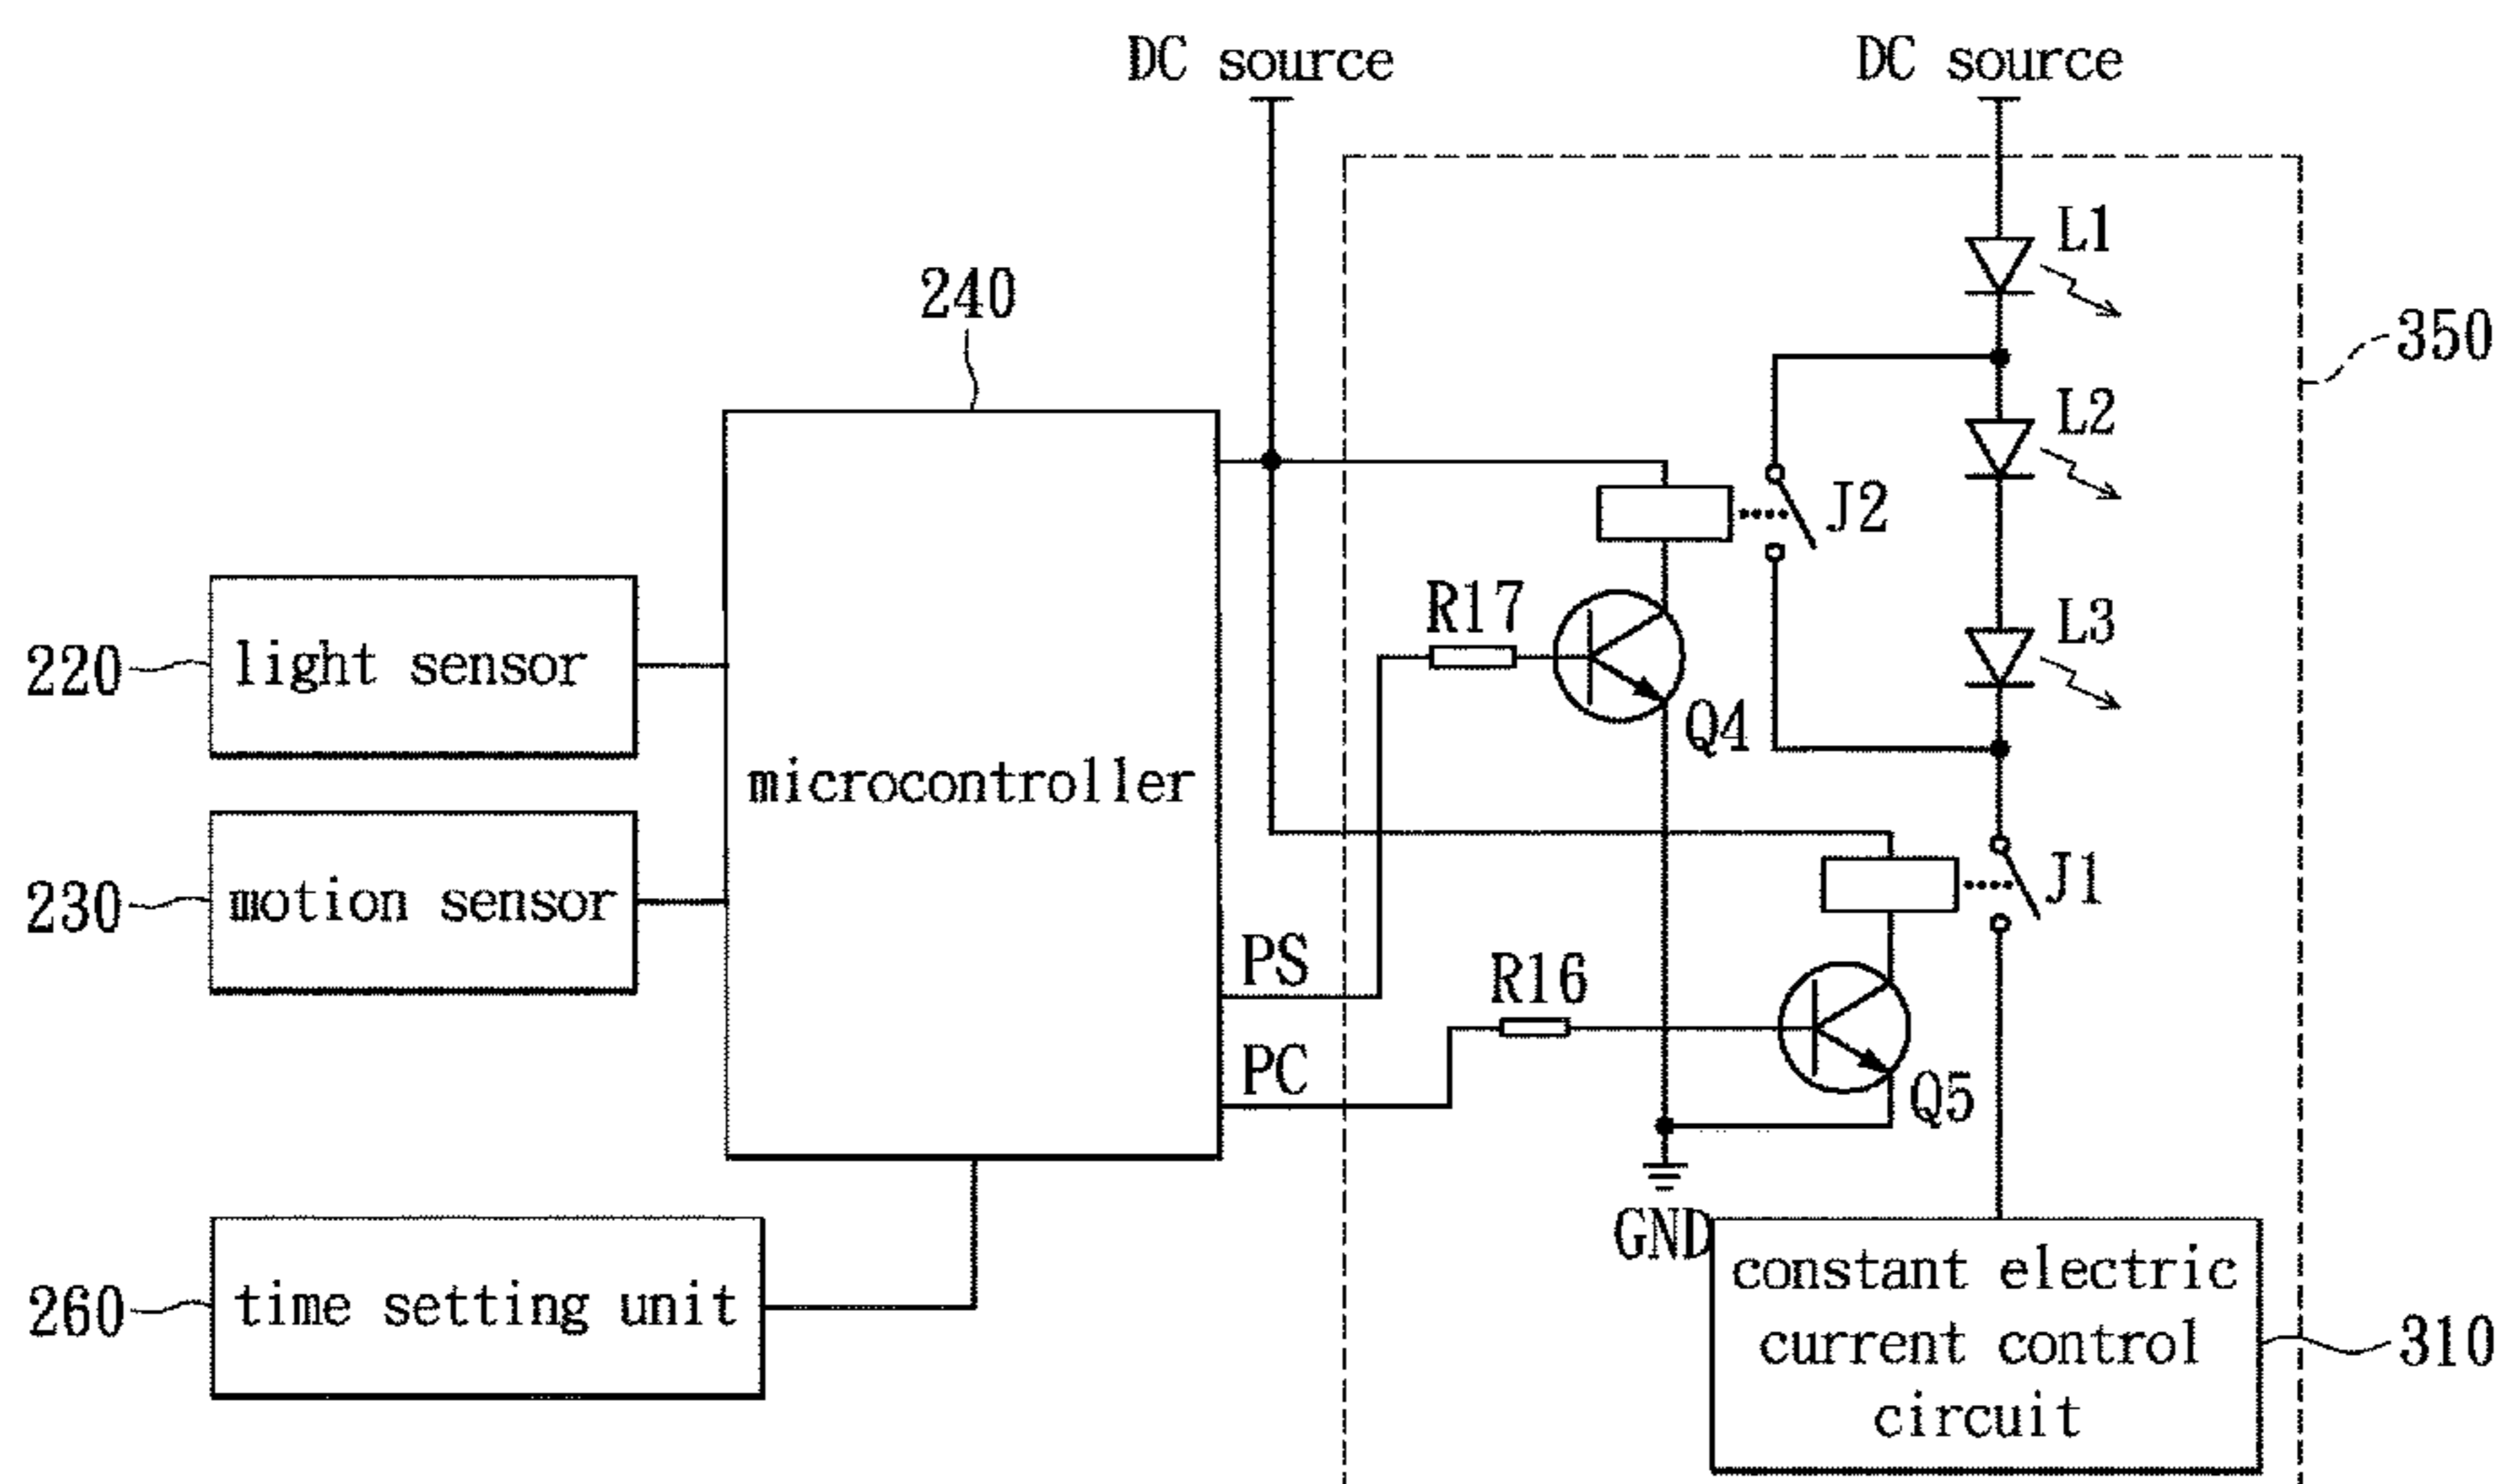 DC source
DC source
L1
240
350
L2
J2
R17
L3
220
light sensor
Q4
microcontroller
230
motion sensor
J1
PS
R16
PC
Q5
GND
260
time setting unit
constant electric
current control
circuit
310